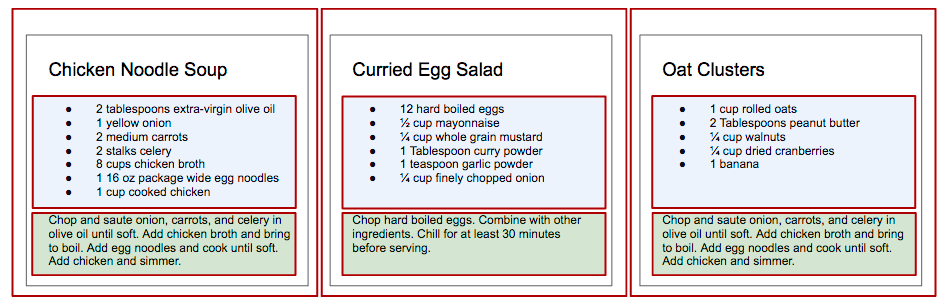 Chicken Noodle Soup
● 2 tablespoons extra-virgin olive oil
● 1 yellow onion
● 2 medium carrots
● 2 stalks celery
● 8 cups chicken broth
● 1 16 oz package wide egg noodles
● 1 cup cooked chicken
Chop and saute onion, carrots, and celery in
olive oil until soft. Add chicken broth and bring
to boil. Add egg noodles and cook until soft.
Add chicken and simmer.
Curried Egg Salad
● 12 hard boiled eggs
● ½ cup mayonnaise
● ¼ cup whole grain mustard
● 1 Tablespoon curry powder
● 1 teaspoon garlic powder
● ¼ cup finely chopped onion
Chop hard boiled eggs. Combine with other
ingredients. Chill for at least 30 minutes
before serving.
Oat Clusters
● 1 cup rolled oats
● 2 Tablespoons peanut butter
● ¼ cup walnuts
● ¼ cup dried cranberries
● 1 banana
Chop and saute onion, carrots, and celery in
olive oil until soft. Add chicken broth and bring
to boil. Add egg noodles and cook until soft.
Add chicken and simmer.